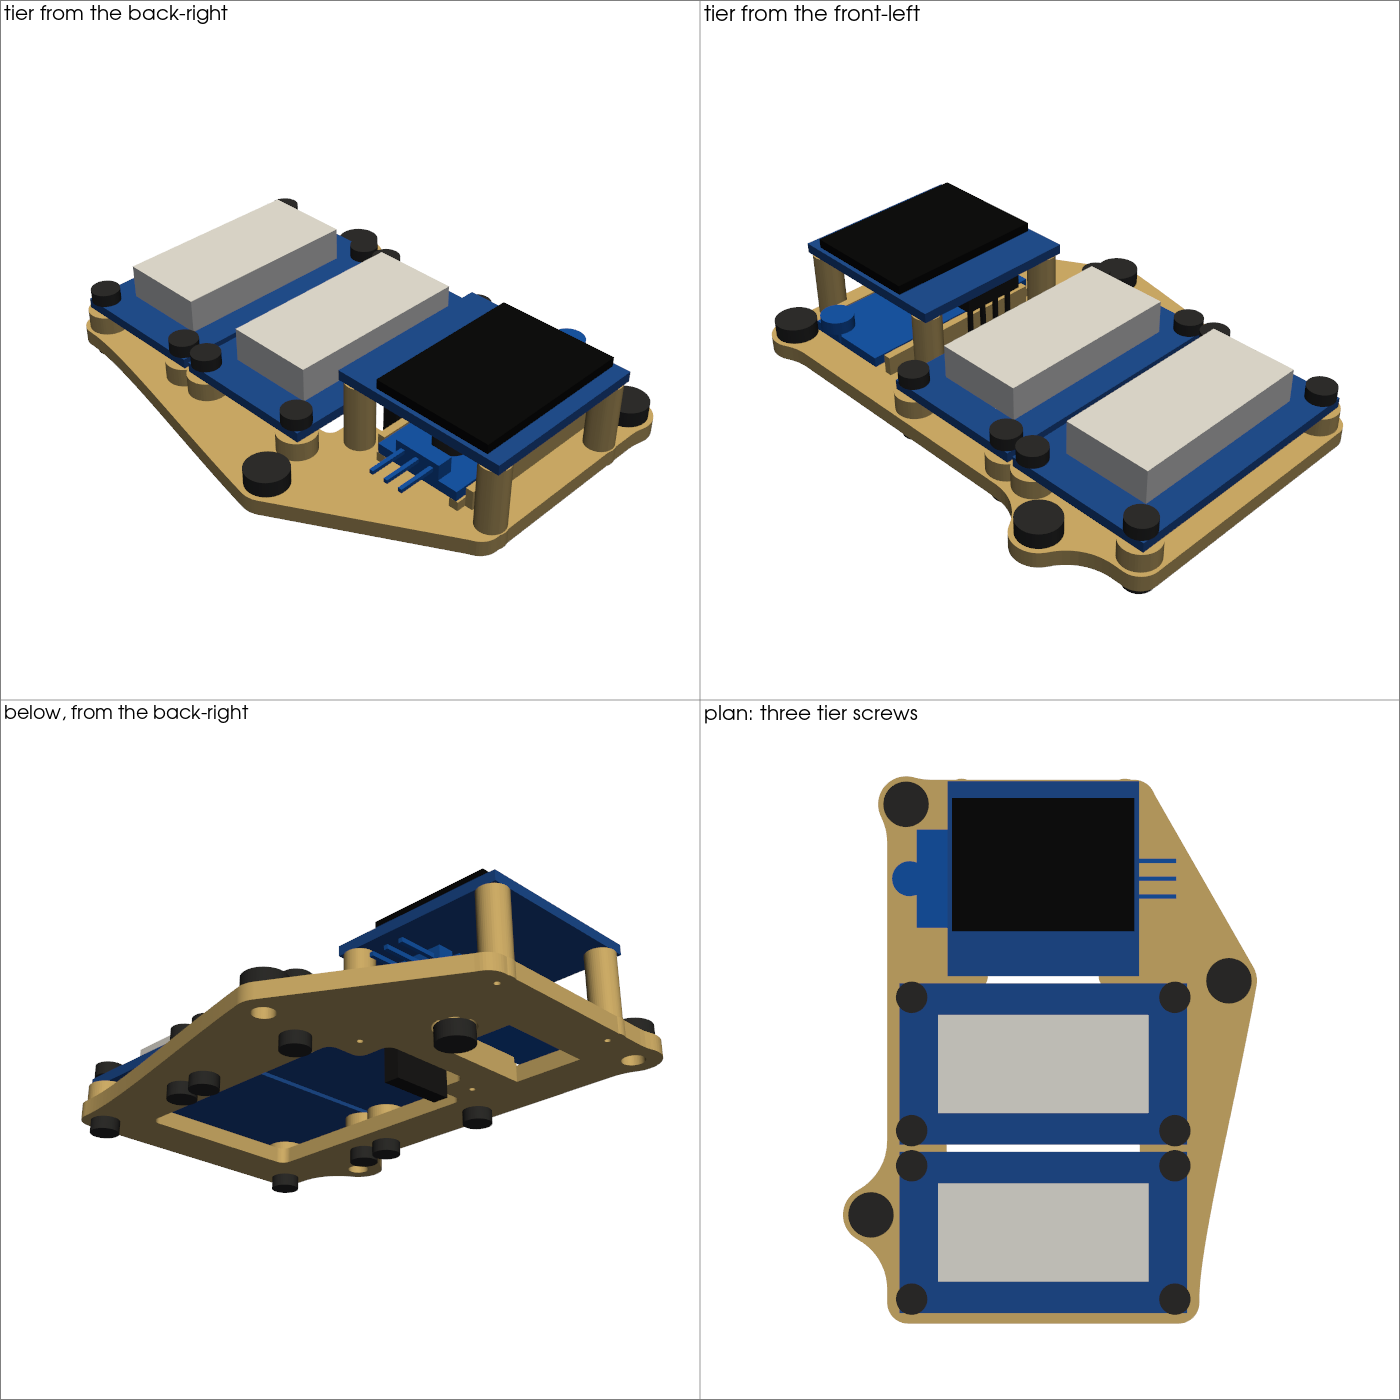 tier from the back-right
tier from the front-left
below, from the back-right
plan: three tier screws